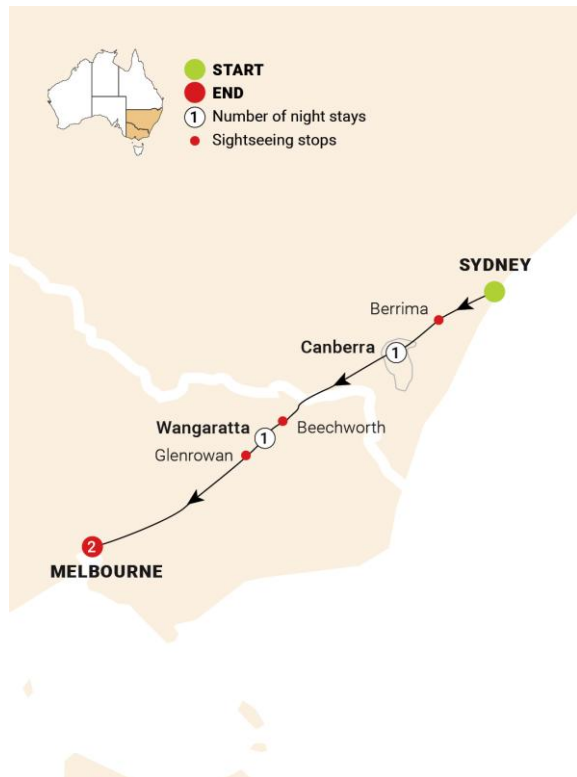 START
END
1 Number of night stays
Sightseeing stops
SYDNEY
Berrima
Canberra 1
Wangaratta 1
Beechworth
Glenrowan
2
MELBOURNE